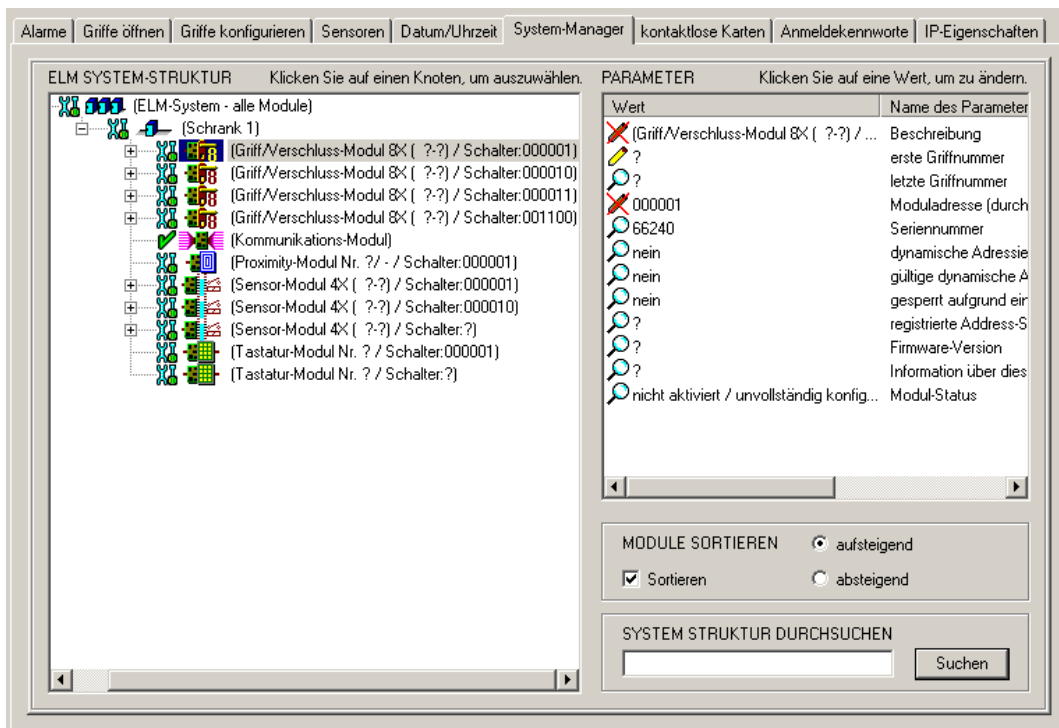 Alarme Griffe öffnen Griffe konfigurieren Sensoren Datum/Uhrzeit System-Manager kontaktlose Karten Anmeldekennworte IP-Eigenschaften
ELM SYSTEM-STRUKTUR Klicken Sie auf einen Knoten, um auszuwählen.
(ELM-System - alle Module)
(Schrank 1)
(Griff/Verschluss-Modul 8X ( ?-?) / Schalter:000001)
(Griff/Verschluss-Modul 8X ( ?-?) / Schalter:000010)
(Griff/Verschluss-Modul 8X ( ?-?) / Schalter:000011)
(Griff/Verschluss-Modul 8X ( ?-?) / Schalter:001100)
(Kommunikations-Modul)
(Proximity-Modul Nr. ?/ - / Schalter:000001)
(Sensor-Modul 4X ( ?-?) / Schalter:000001)
(Sensor-Modul 4X ( ?-?) / Schalter:000010)
(Sensor-Modul 4X ( ?-?) / Schalter:?)
(Tastatur-Modul Nr. ? / Schalter:000001)
(Tastatur-Modul Nr. ? / Schalter:?)
PARAMETER Klicken Sie auf eine Wert, um zu ändern.
Wert Name des Parameter
(Griff/Verschluss-Modul 8X ( ?-?) / ... Beschreibung
? erste Griffnummer
? letzte Griffnummer
000001 Moduladresse (durch
66240 Seriennummer
nein dynamische Adressie
nein gültige dynamische A
nein gesperrt aufgrund ein
? registrierte Address-S
? Firmware-Version
? Information über dies
nicht aktiviert / unvollständig konfig... Modul-Status
MODULE SORTIEREN aufsteigend
Sortieren absteigend
SYSTEM STRUKTUR DURCHSUCHEN
Suchen